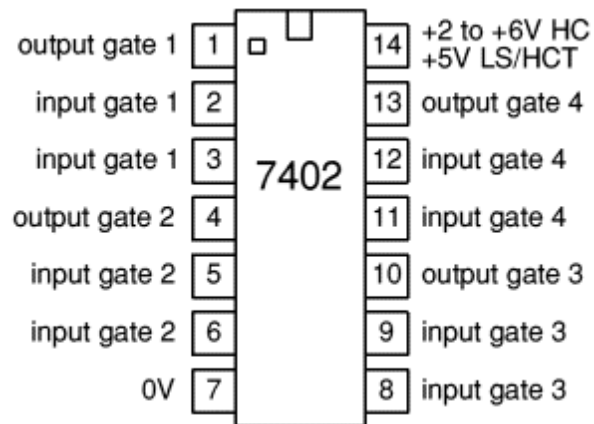 output gate 1 1
input gate 1 2
input gate 1 3
output gate 2 4
input gate 2 5
input gate 2 6
0V 7
7402
14 +2 to +6V HC
+5V LS/HCT
13 output gate 4
12 input gate 4
11 input gate 4
10 output gate 3
9 input gate 3
8 input gate 3